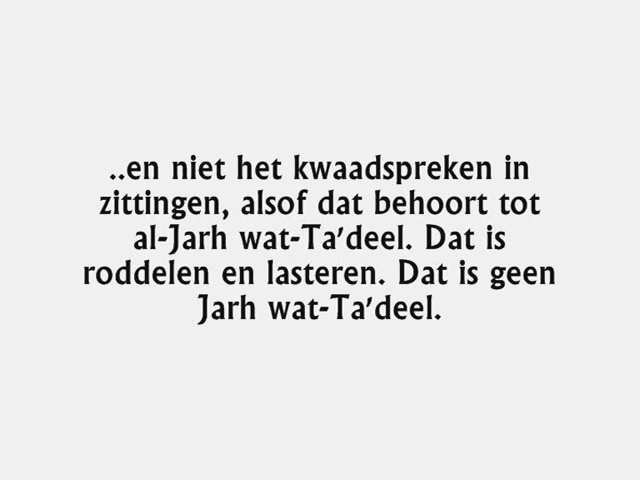 ..en niet het kwaadspreken in
zittingen, alsof dat behoort tot
al-Jarh wat-Ta'deel. Dat is
roddelen en lasteren. Dat is geen
Jarh wat-Ta'deel.